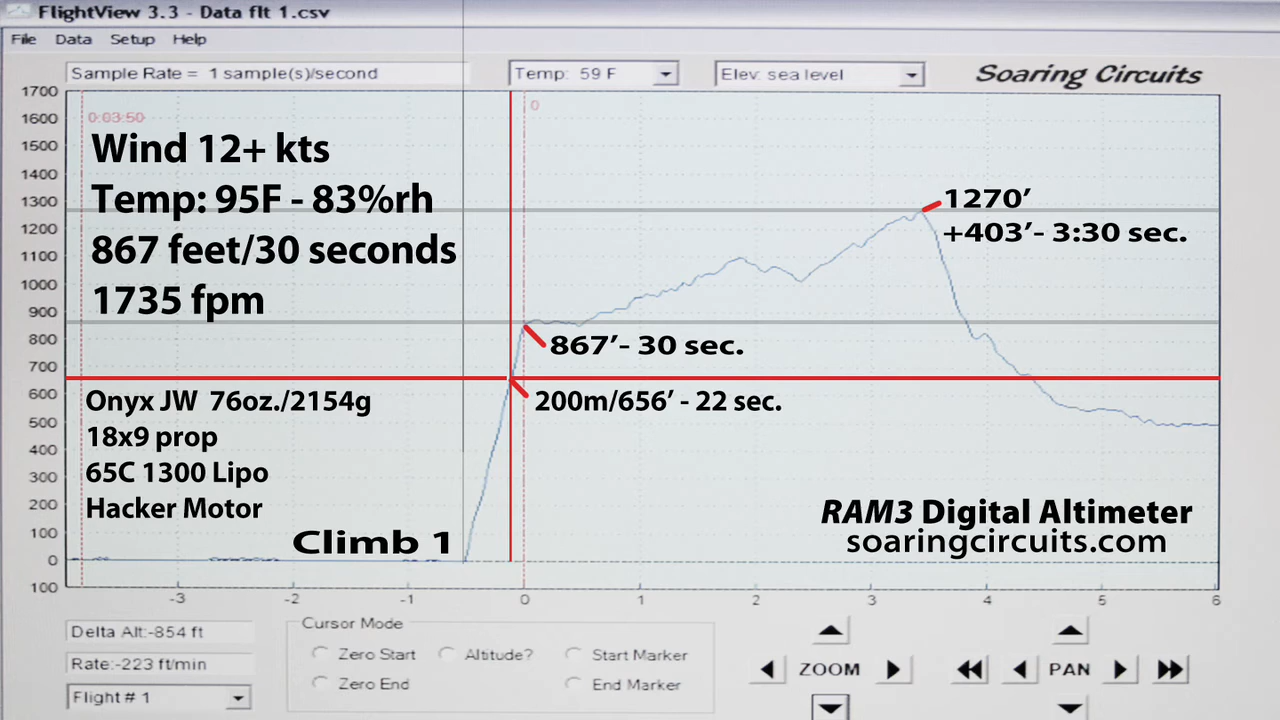 FlightView 3.3 - Data flt 1.csv
File Data Setup Help
Sample Rate = 1 sample(s)/second
Temp: 59 F
Elev: sea level
Soaring Circuits
1700
1600
1500
1400
1300
1200
1100
1000
900
800
700
600
500
400
300
200
100
0
100
0:03:50
0
Wind 12+ kts
Temp: 95F - 83%rh
867 feet/30 seconds
1735 fpm
1270’
+403’- 3:30 sec.
867’- 30 sec.
200m/656’ - 22 sec.
Onyx JW 76oz./2154g
18x9 prop
65C 1300 Lipo
Hacker Motor
Climb 1
RAM3 Digital Altimeter
soaringcircuits.com
-3 -2 -1 0 1 2 3 4 5 6
Delta Alt:-854 ft
Rate:-223 ft/min
Flight # 1
Cursor Mode
Zero Start Altitude? Start Marker
Zero End End Marker
ZOOM
PAN